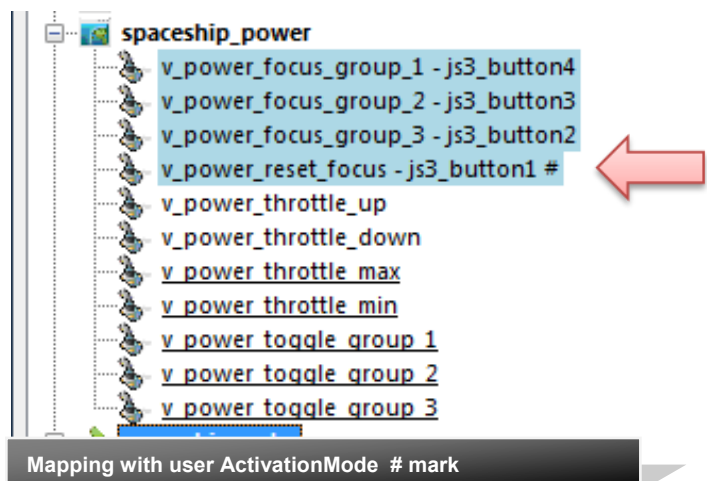 spaceship_power
v_power_focus_group_1 - js3_button4
v_power_focus_group_2 - js3_button3
v_power_focus_group_3 - js3_button2
v_power_reset_focus - js3_button1 #
v_power_throttle_up
v_power_throttle_down
v_power_throttle_max
v_power_throttle_min
v_power_toggle_group_1
v_power_toggle_group_2
v_power_toggle_group_3
Mapping with user ActivationMode # mark